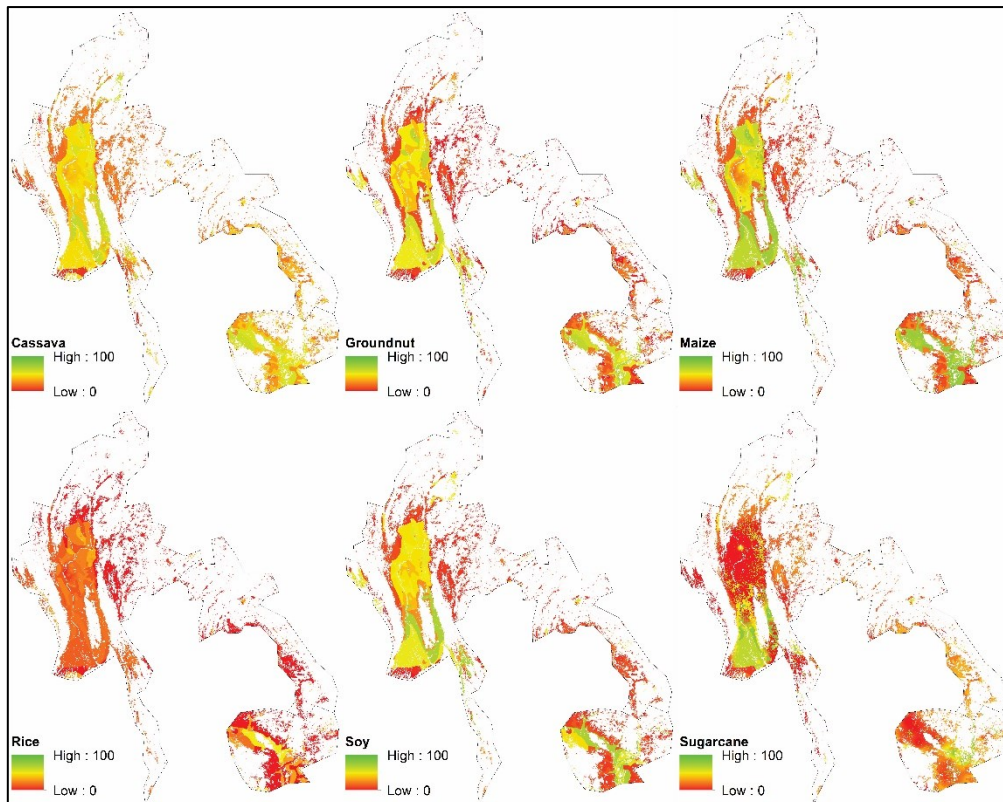 Cassava
High : 100
Low : 0
Groundnut
High : 100
Low : 0
Maize
High : 100
Low : 0
Rice
High : 100
Low : 0
Soy
High : 100
Low : 0
Sugarcane
High : 100
Low : 0